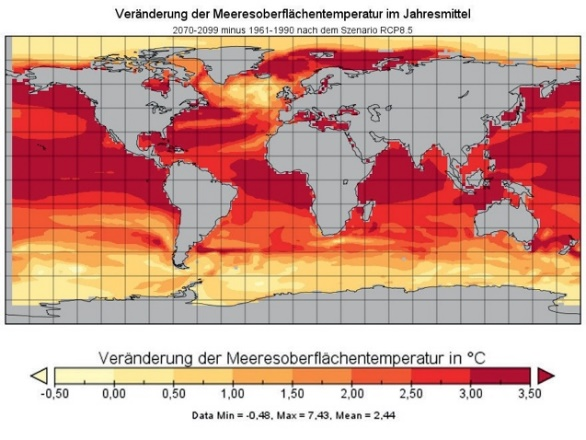 Veränderung der Meeresoberflächentemperatur im Jahresmittel
2070-2099 minus 1961-1990 nach dem Szenario RCP8.5
Veränderung der Meeresoberflächentemperatur in °C
-0,50 0,00 0,50 1,00 1,50 2,00 2,50 3,00 3,50
Data Min = -0,48, Max = 7,43, Mean = 2,44